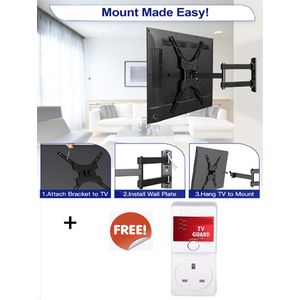 Mount Made Easy!
1.Attach Bracket to TV
2.Install Wall Plate
3.Hang TV to Mount
+
FREE!
TV
GUARD